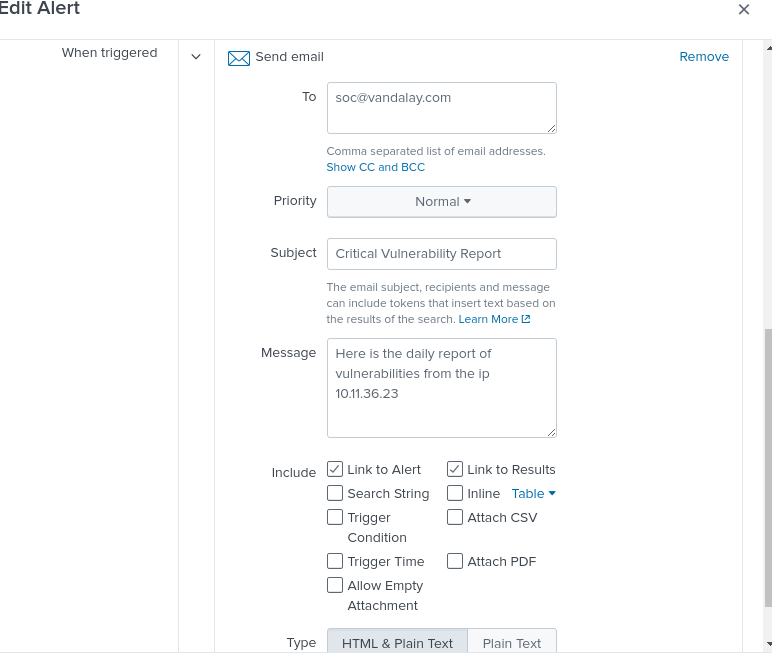 Edit Alert
When triggered
Send email
Remove
To
soc@vandalay.com
Comma separated list of email addresses.
Show CC and BCC
Priority
Normal
Subject
Critical Vulnerability Report
The email subject, recipients and message
can include tokens that insert text based on
the results of the search. Learn More
Message
Here is the daily report of
vulnerabilities from the ip
10.11.36.23
Include
Link to Alert
Link to Results
Search String
Inline Table
Trigger
Condition
Attach CSV
Trigger Time
Attach PDF
Allow Empty
Attachment
Type
HTML & Plain Text
Plain Text